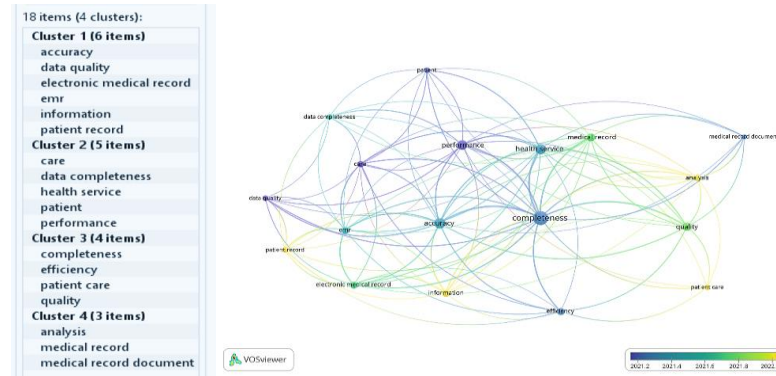 18 items (4 clusters):
Cluster 1 (6 items)
accuracy
data quality
electronic medical record
emr
information
patient record
Cluster 2 (5 items)
care
data completeness
health service
patient
performance
Cluster 3 (4 items)
completeness
efficiency
patient care
quality
Cluster 4 (3 items)
analysis
medical record
medical record document
patient
data completeness
performance
health service
medical record
medical record documen
care
analysis
data quality
completeness
accuracy
quality
emr
patient record
electronic medical record
information
patient care
efficiency
VOSviewer
2021.2 2021.4 2021.6 2021.8 2022.